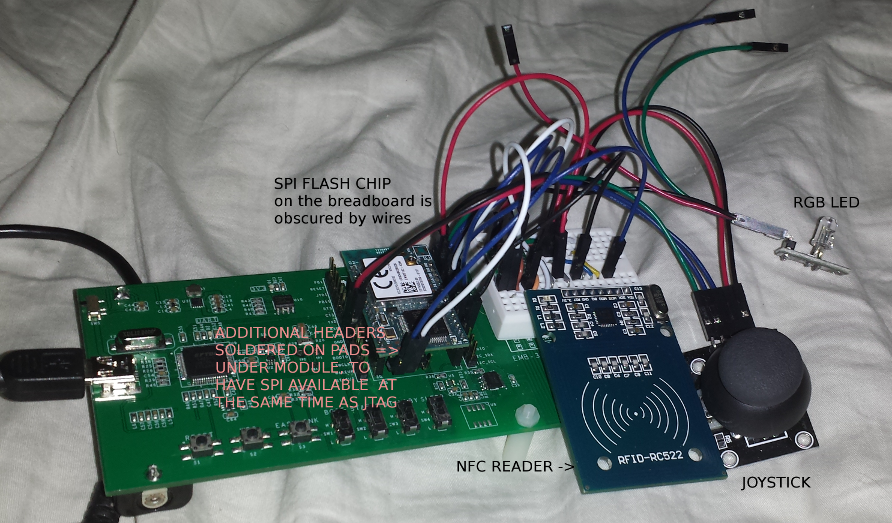 SPI FLASH CHIP
on the breadboard is
obscured by wires
RGB LED
CE
ADDITIONAL HEADERS
SOLDERED ON PADS =>
UNDER MODULE TO
HAVE SPI AVAILABLE AT
THE SAME TIME AS JTAG
NFC READER ->
RFID-RC522
JOYSTICK